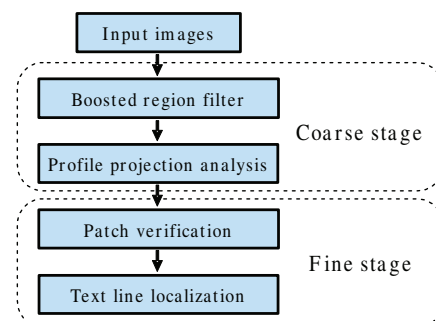 Input images
Boosted region filter
Coarse stage
Profile projection analysis
Patch verification
Fine stage
Text line localization